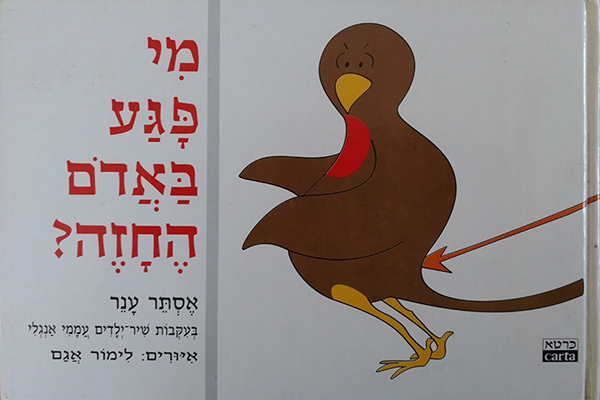 מִי
פָּגַּע
בַּאֲדֹם
הֶחָזֶה?
אֶסְתֵּר עָנֵר
בְּעִקְבוֹת שִׁיר־יְלָדִים עֲמָמִי אַנְגְלִי
אִיּוּרִים: לִימוֹר אֲגַם
כרטא
carta